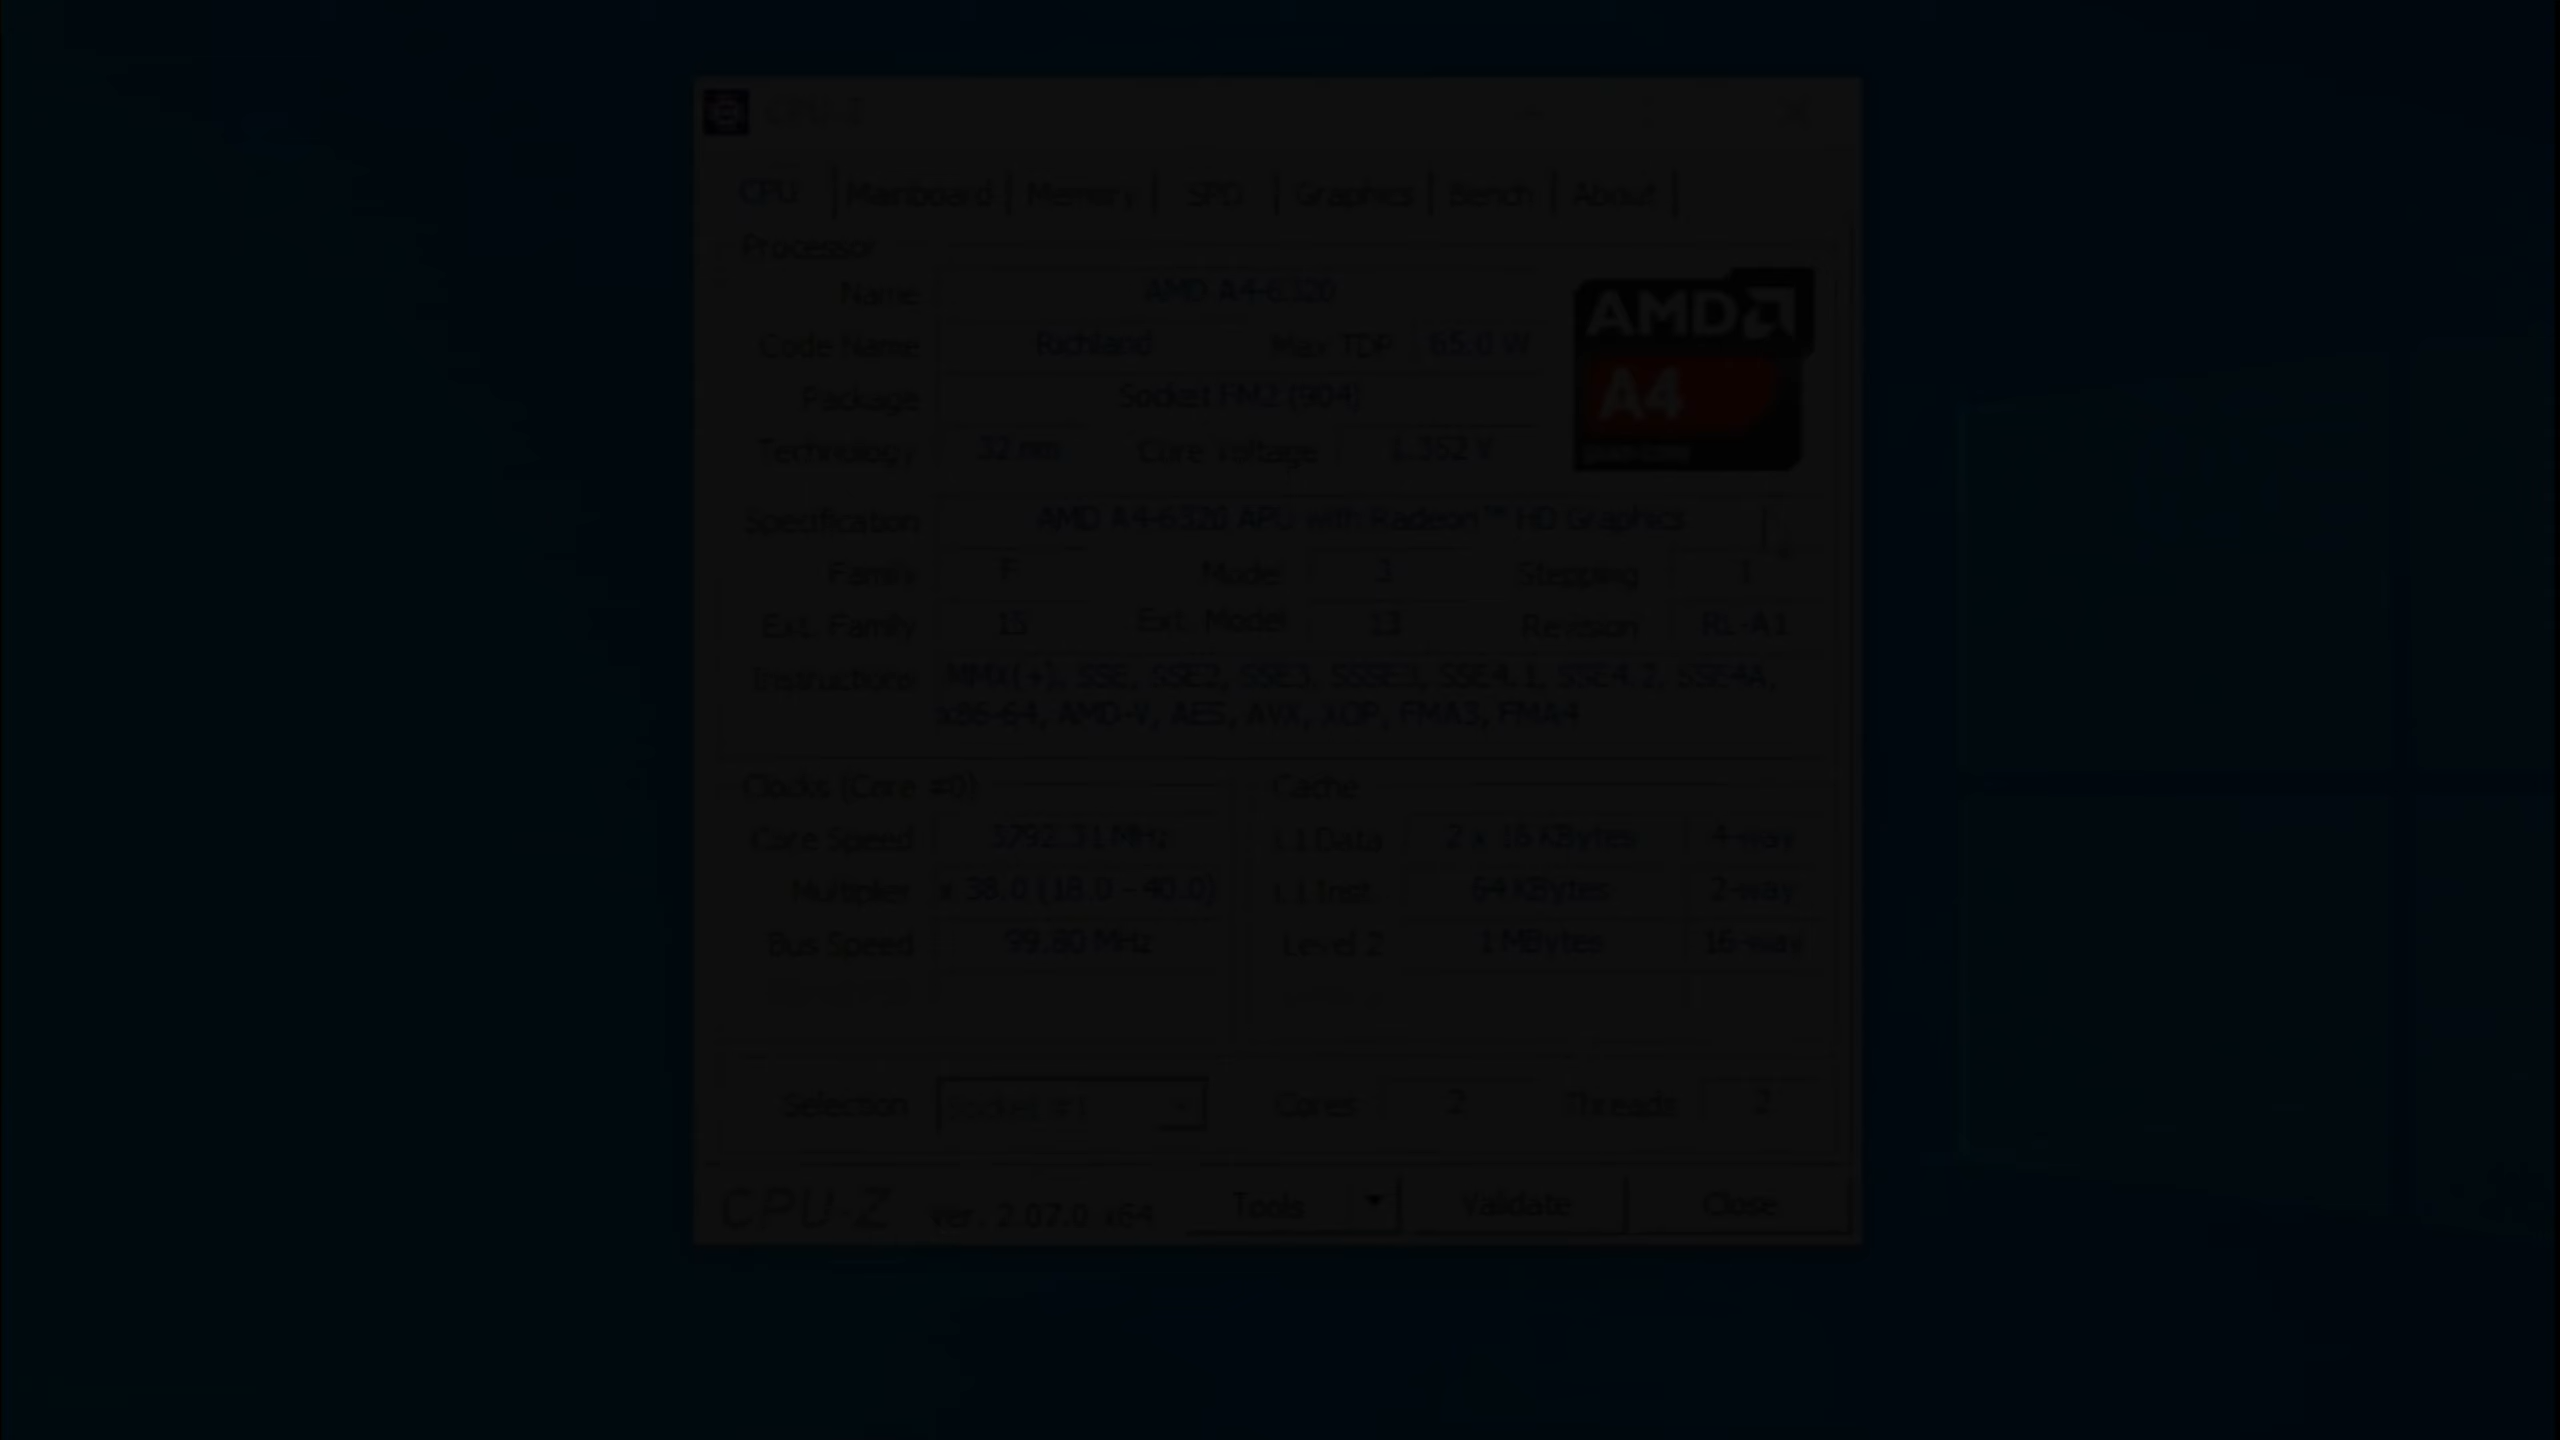 CPU-Z
CPU Mainboard Memory SPD Graphics Bench About
Processor
Name AMD A4-6320
Code Name Richland Max TDP 65.0 W
Package Socket FM2 (904)
Technology 32 nm Core Voltage 1.352 V
AMD
A4
Specification AMD A4-6320 APU with Radeon™ HD Graphics
Family F Model 3 Stepping 1
Ext. Family 15 Ext. Model 13 Revision RL-A1
Instructions MMX(+), SSE, SSE2, SSE3, SSSE3, SSE4.1, SSE4.2, SSE4A,
x86-64, AMD-V, AES, AVX, XOP, FMA3, FMA4
Clocks (Core #0) Cache
Core Speed 3792.31 MHz L1 Data 2 x 16 KBytes 4-way
Multiplier x 38.0 (18.0 - 40.0) L1 Inst. 64 KBytes 2-way
Bus Speed 99.80 MHz Level 2 1 MBytes 16-way
Selection Socket #1 Cores 2 Threads 2
CPU-Z Ver. 2.07.0 x64 Tools Validate Close